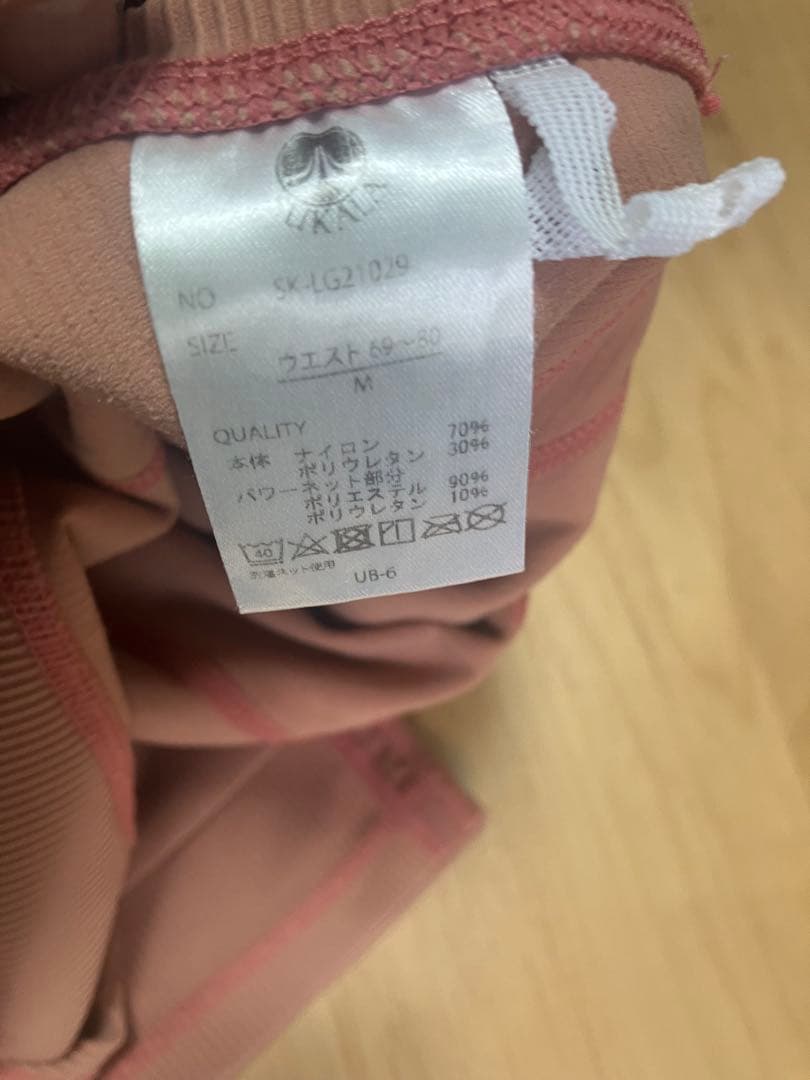 SUKALA
NO SK-LG21029
SIZE ウエスト 69～80
M
QUALITY
本体 ナイロン 70%
ポリウレタン 30%
パワーネット部分
ポリエステル 90%
ポリウレタン 10%
40
洗濯ネット使用
UB-6